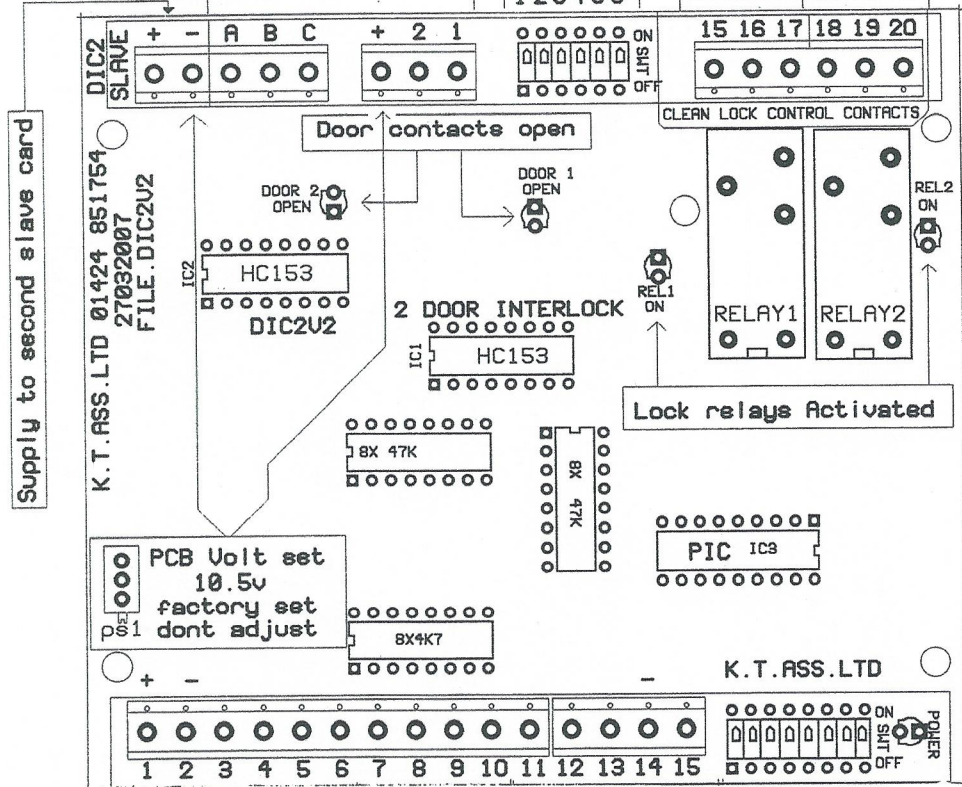 + - A B C
+ 2 1
ON
SWT
OFF
15 16 17 18 19 20
DIC2
SLAVE
CLEAN LOCK CONTROL CONTACTS
Door contacts open
Supply to second slave card
K.T.ASS.LTD 01424 851754
27032007
FILE.DIC2V2
DOOR 2
OPEN
DOOR 1
OPEN
REL2
ON
IC2
HC153
DIC2V2
REL1
ON
RELAY1
RELAY2
2 DOOR INTERLOCK
IC1
HC153
Lock relays Activated
8X 47K
8X 47K
PIC IC3
PCB Volt set
10.5v
factory set
dont adjust
ps1
8X4K7
K.T.ASS.LTD
+ -
-
ON
SWT
OFF
POWER
1 2 3 4 5 6 7 8 9 10 11 12 13 14 15